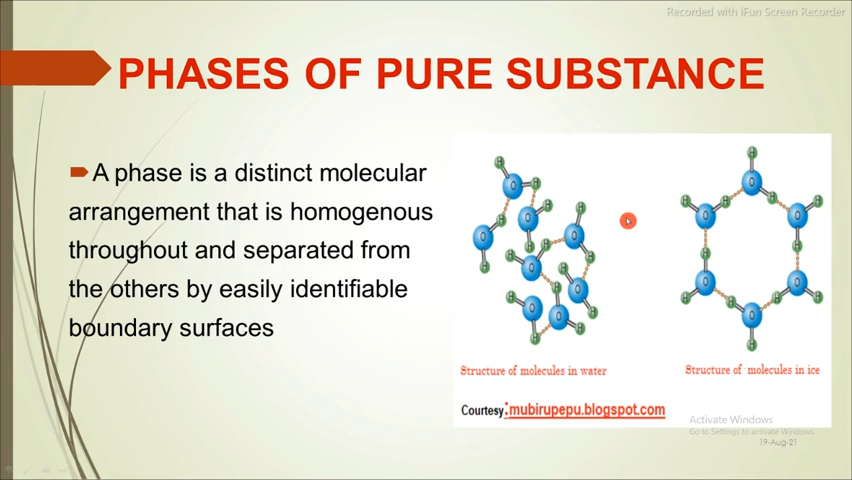 Recorded with iFun Screen Recorder
PHASES OF PURE SUBSTANCE
A phase is a distinct molecular
arrangement that is homogenous
throughout and separated from
the others by easily identifiable
boundary surfaces
Structure of molecules in water
Structure of molecules in ice
Courtesy:mubirupepu.blogspot.com
Activate Windows
Go to Settings to activate Windows.
19-Aug-21